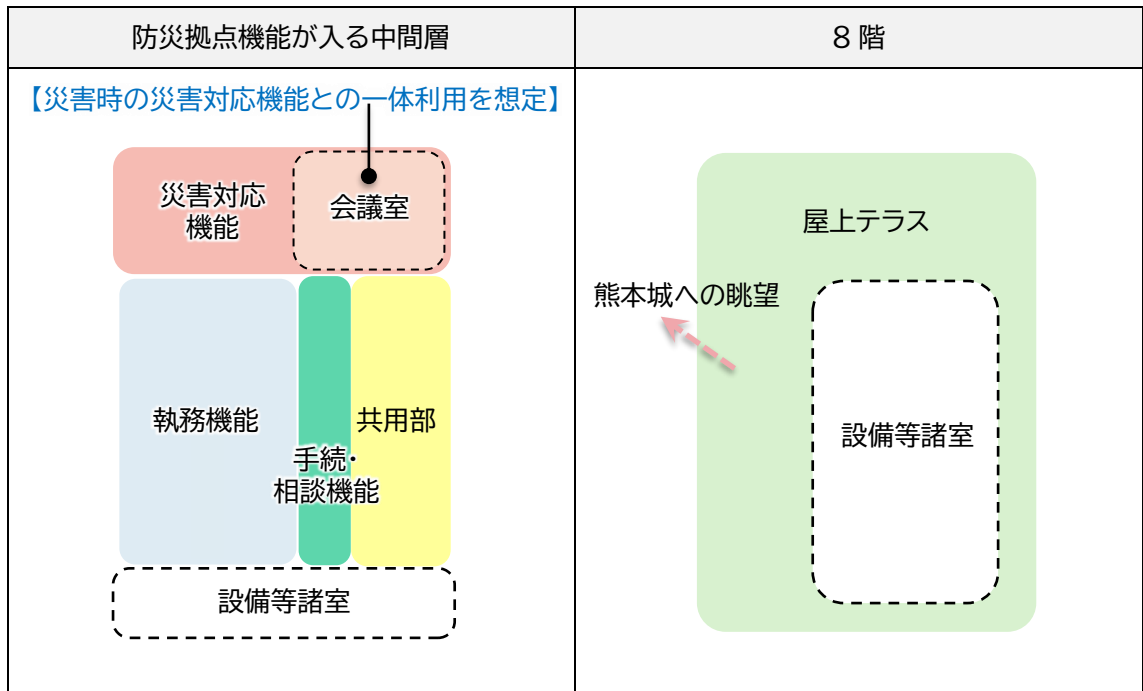 防災拠点機能が入る中間層
8階
【災害時の災害対応機能との一体利用を想定】
災害対応
機能
会議室
執務機能
共用部
手続・
相談機能
設備等諸室
屋上テラス
熊本城への眺望
設備等諸室